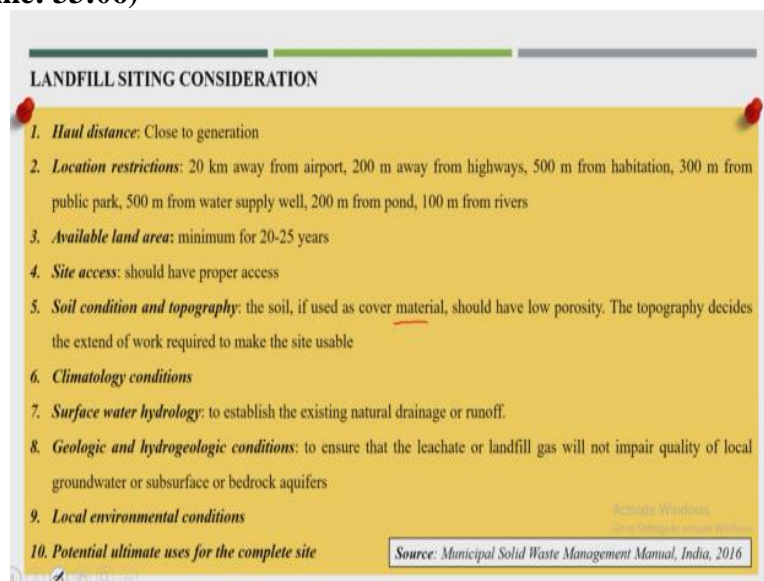 LANDFILL SITING CONSIDERATION
1. Haul distance: Close to generation
2. Location restrictions: 20 km away from airport, 200 m away from highways, 500 m from habitation, 300 m from
public park, 500 m from water supply well, 200 m from pond, 100 m from rivers
3. Available land area: minimum for 20-25 years
4. Site access: should have proper access
5. Soil condition and topography: the soil, if used as cover material, should have low porosity. The topography decides
the extend of work required to make the site usable
6. Climatology conditions
7. Surface water hydrology: to establish the existing natural drainage or runoff.
8. Geologic and hydrogeologic conditions: to ensure that the leachate or landfill gas will not impair quality of local
groundwater or subsurface or bedrock aquifers
Activate Windows
Go to Settings to activate Windows
9. Local environmental conditions
10. Potential ultimate uses for the complete site
Source: Municipal Solid Waste Management Manual, India, 2016